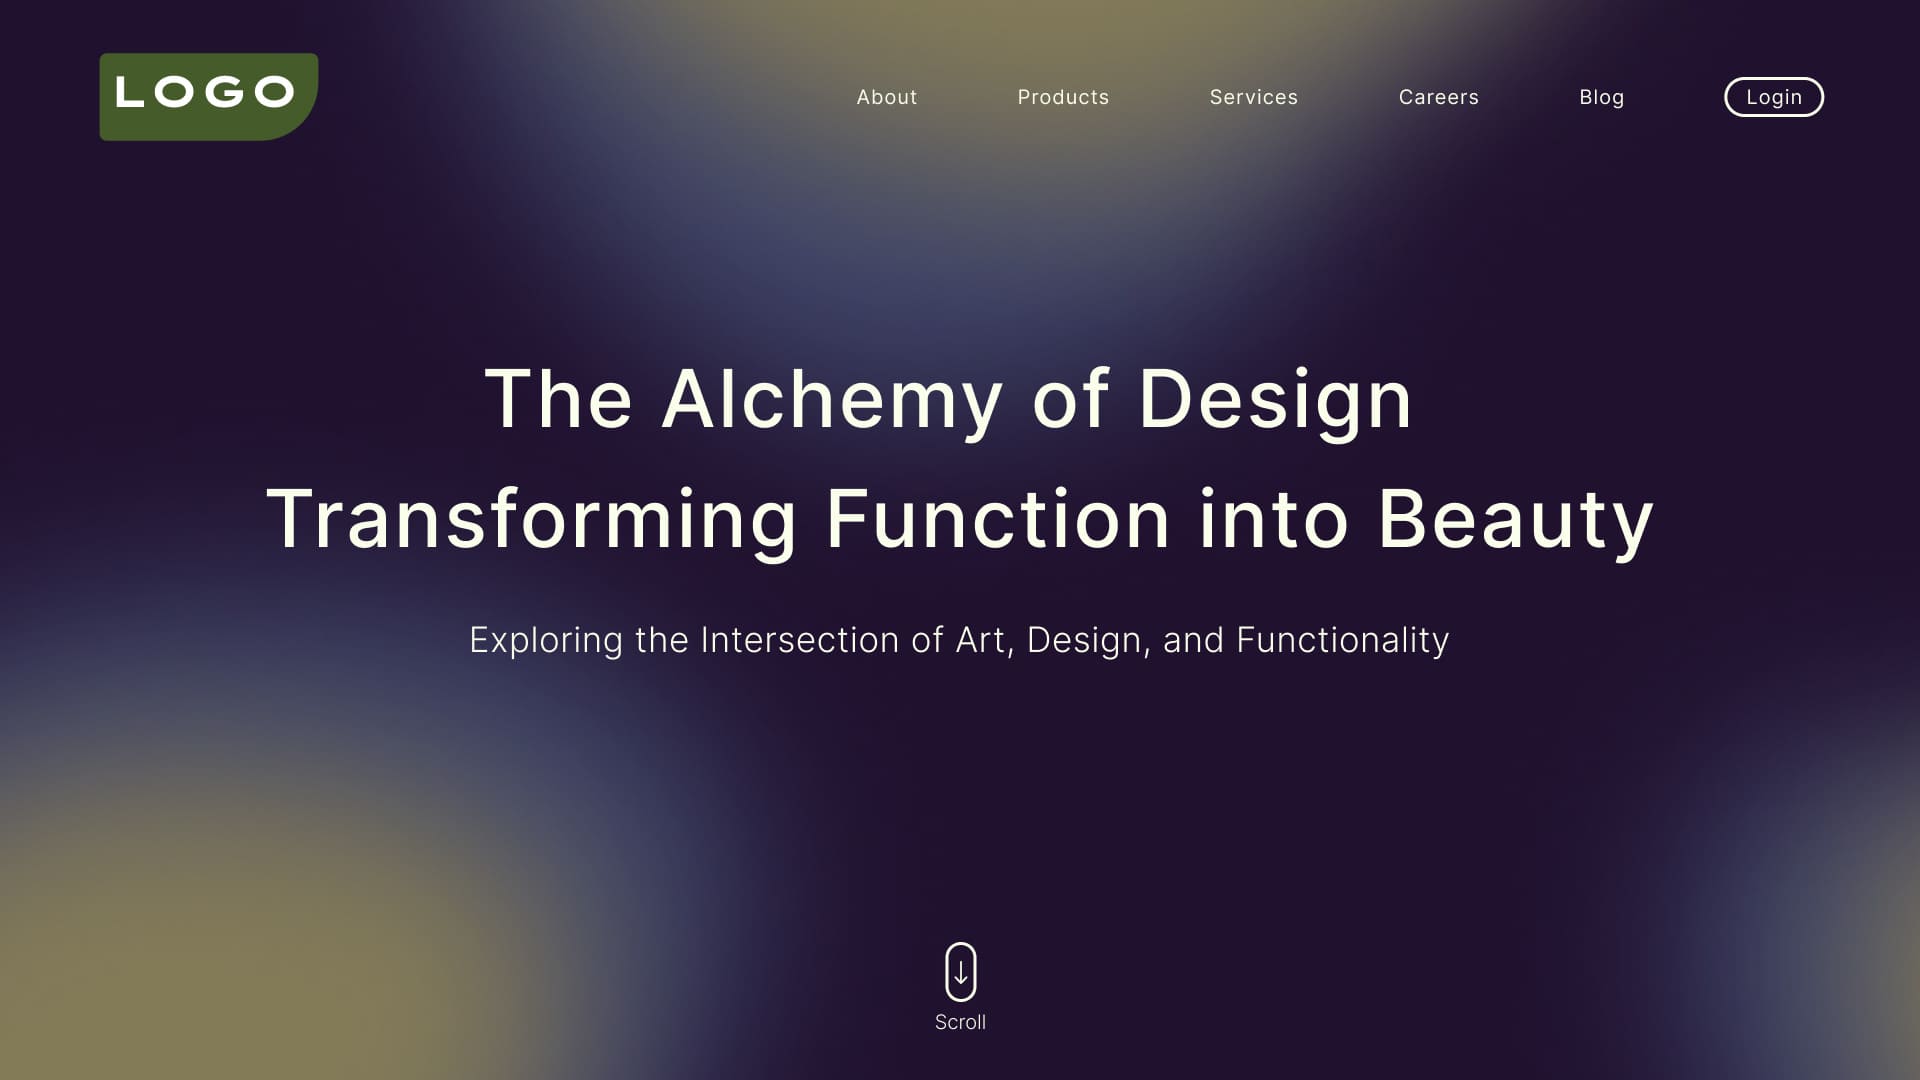 LOGO
About Products Services Careers Blog Login
The Alchemy of Design
Transforming Function into Beauty
Exploring the Intersection of Art, Design, and Functionality
Scroll